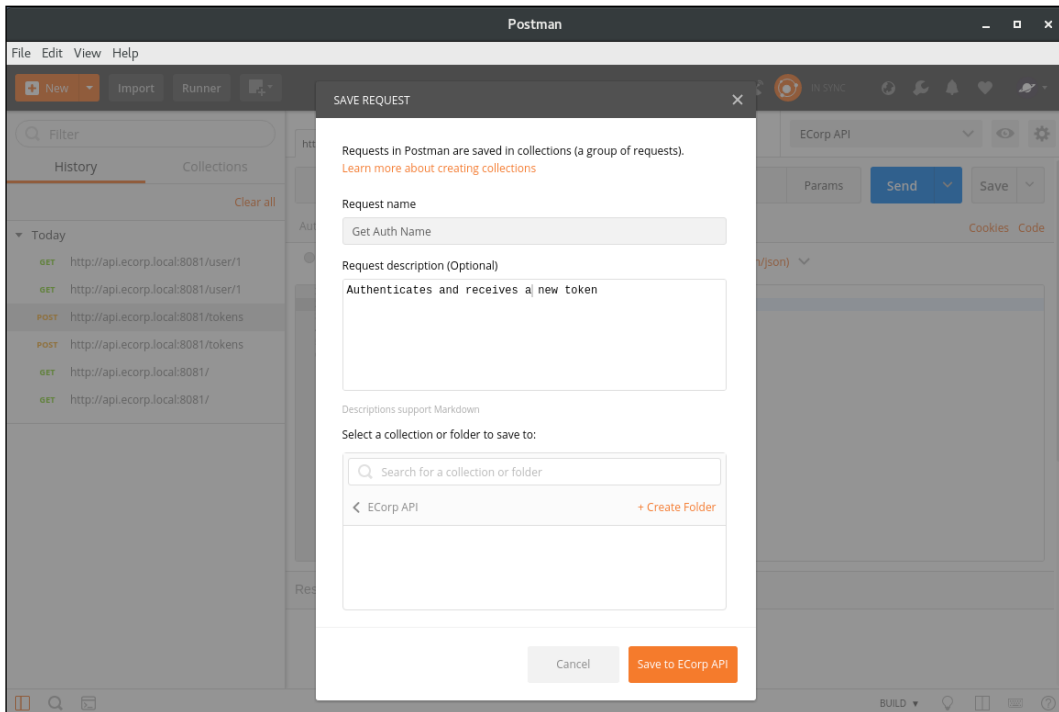 Postman
File Edit View Help
New Import Runner IN SYNC
Filter
History Collections
Clear all
Today
GET http://api.ecorp.local:8081/user/1
GET http://api.ecorp.local:8081/user/1
POST http://api.ecorp.local:8081/tokens
POST http://api.ecorp.local:8081/tokens
GET http://api.ecorp.local:8081/
GET http://api.ecorp.local:8081/
SAVE REQUEST
Requests in Postman are saved in collections (a group of requests).
Learn more about creating collections
Request name
Get Auth Name
Request description (Optional)
Authenticates and receives a new token
Descriptions support Markdown
Select a collection or folder to save to:
Search for a collection or folder
ECorp API + Create Folder
Cancel Save to ECorp API
ECorp API
Params Send Save
Cookies Code
BUILD